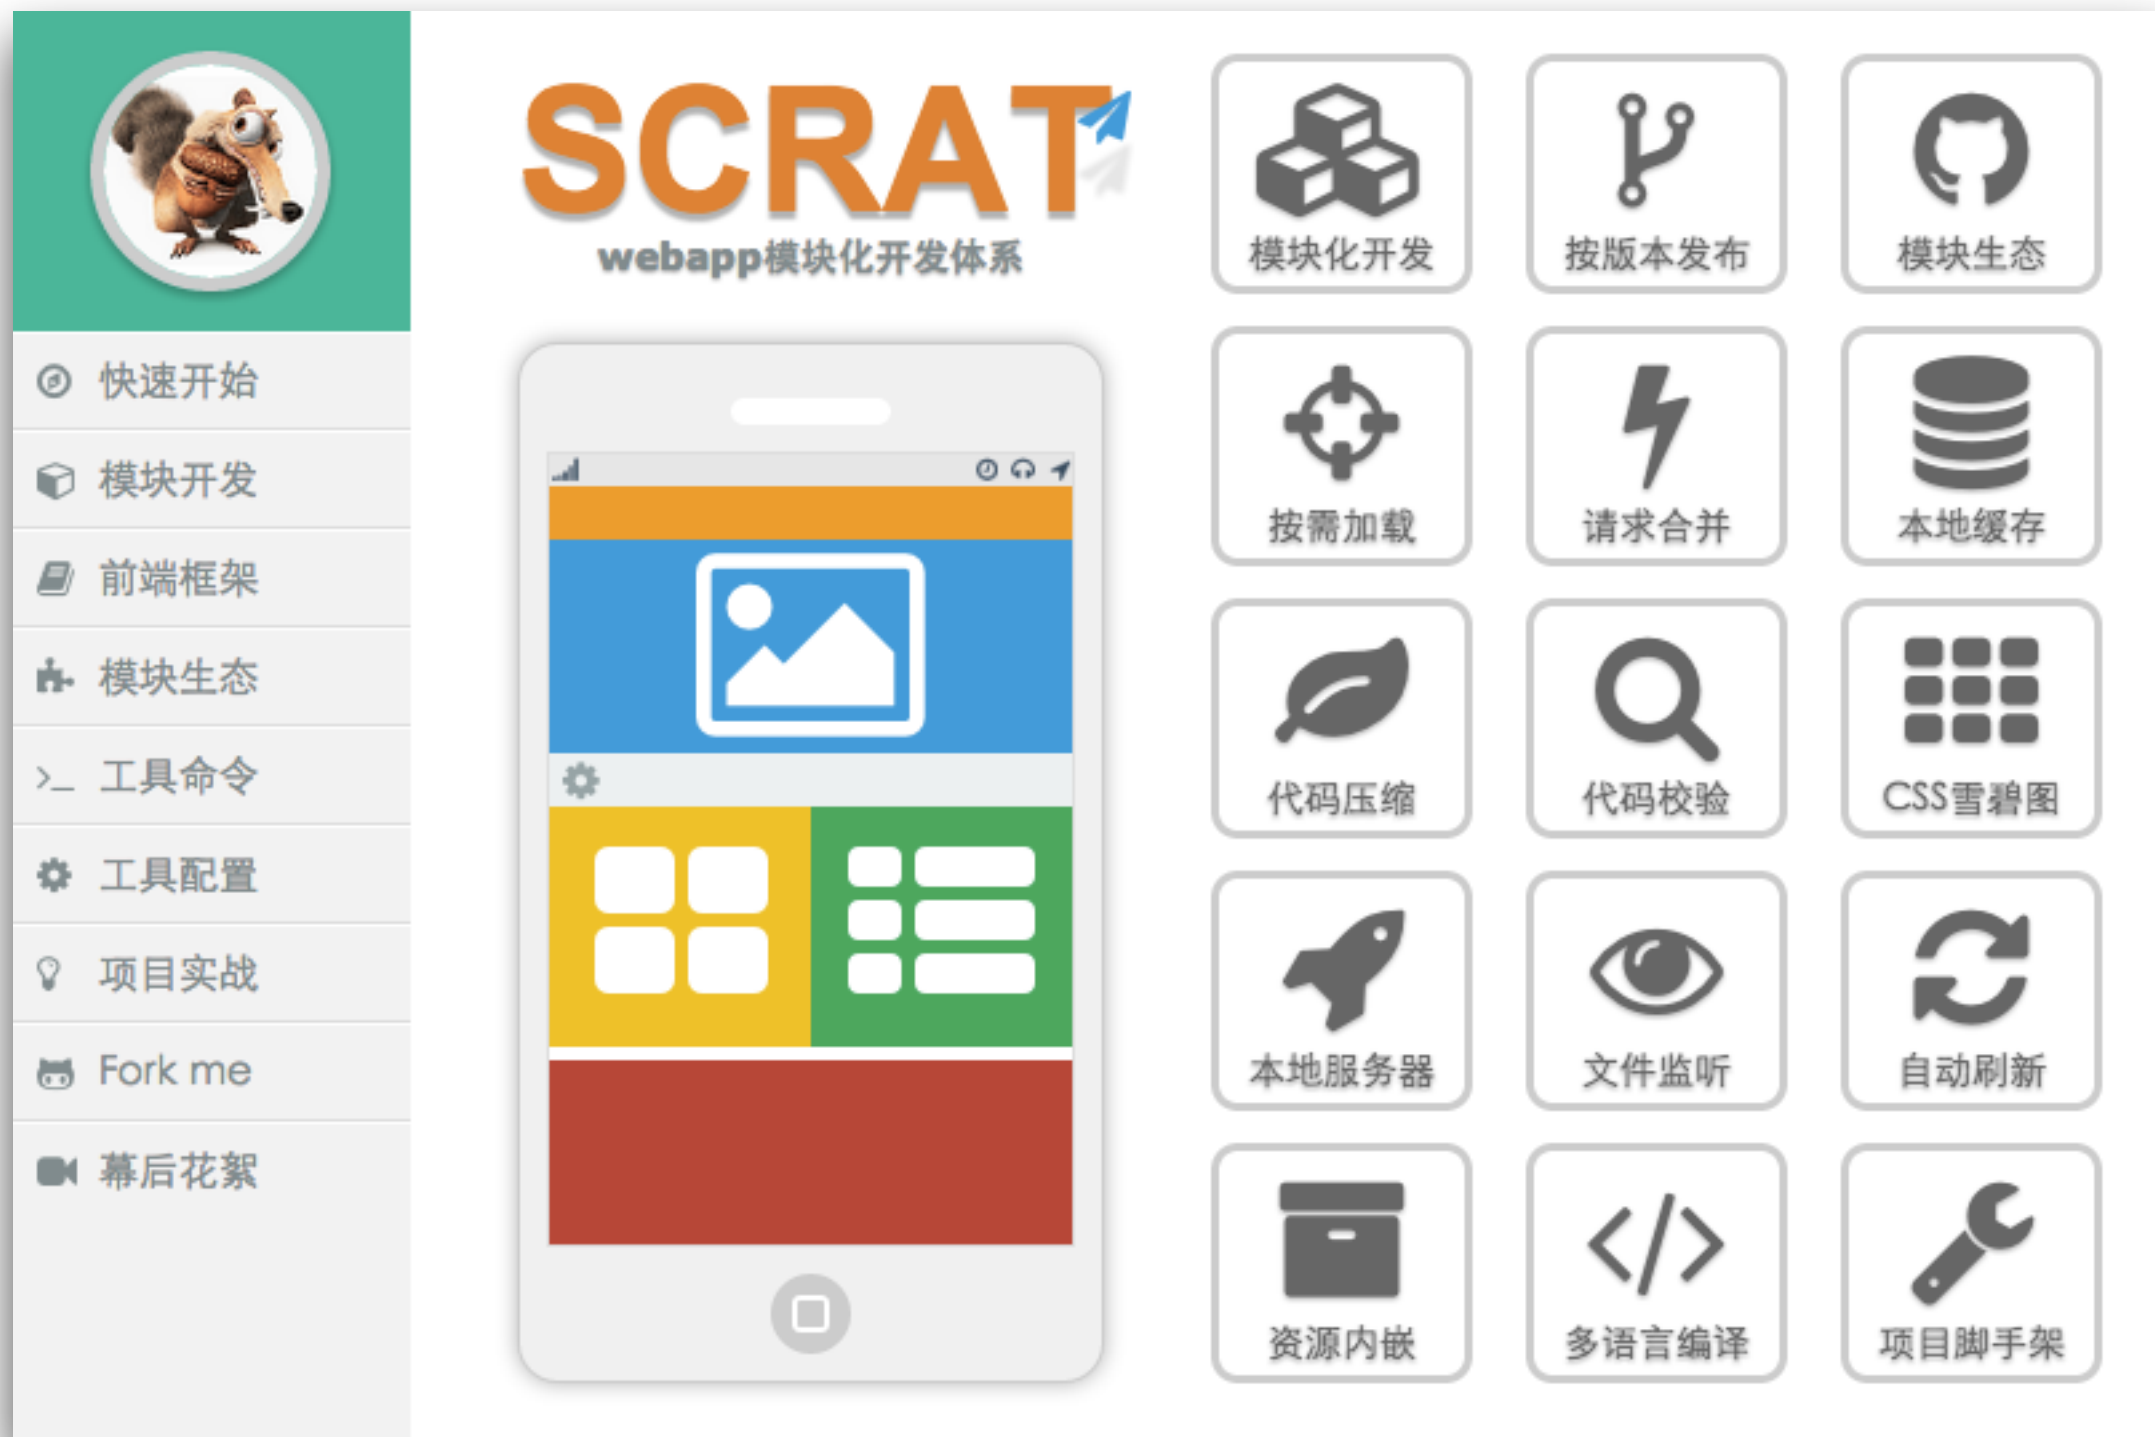 快速开始
模块开发
前端框架
模块生态
工具命令
工具配置
项目实战
Fork me
幕后花絮
SCRAT
webapp模块化开发体系
模块化开发
按版本发布
模块生态
按需加载
请求合并
本地缓存
代码压缩
代码校验
CSS雪碧图
本地服务器
文件监听
自动刷新
资源内嵌
多语言编译
项目脚手架